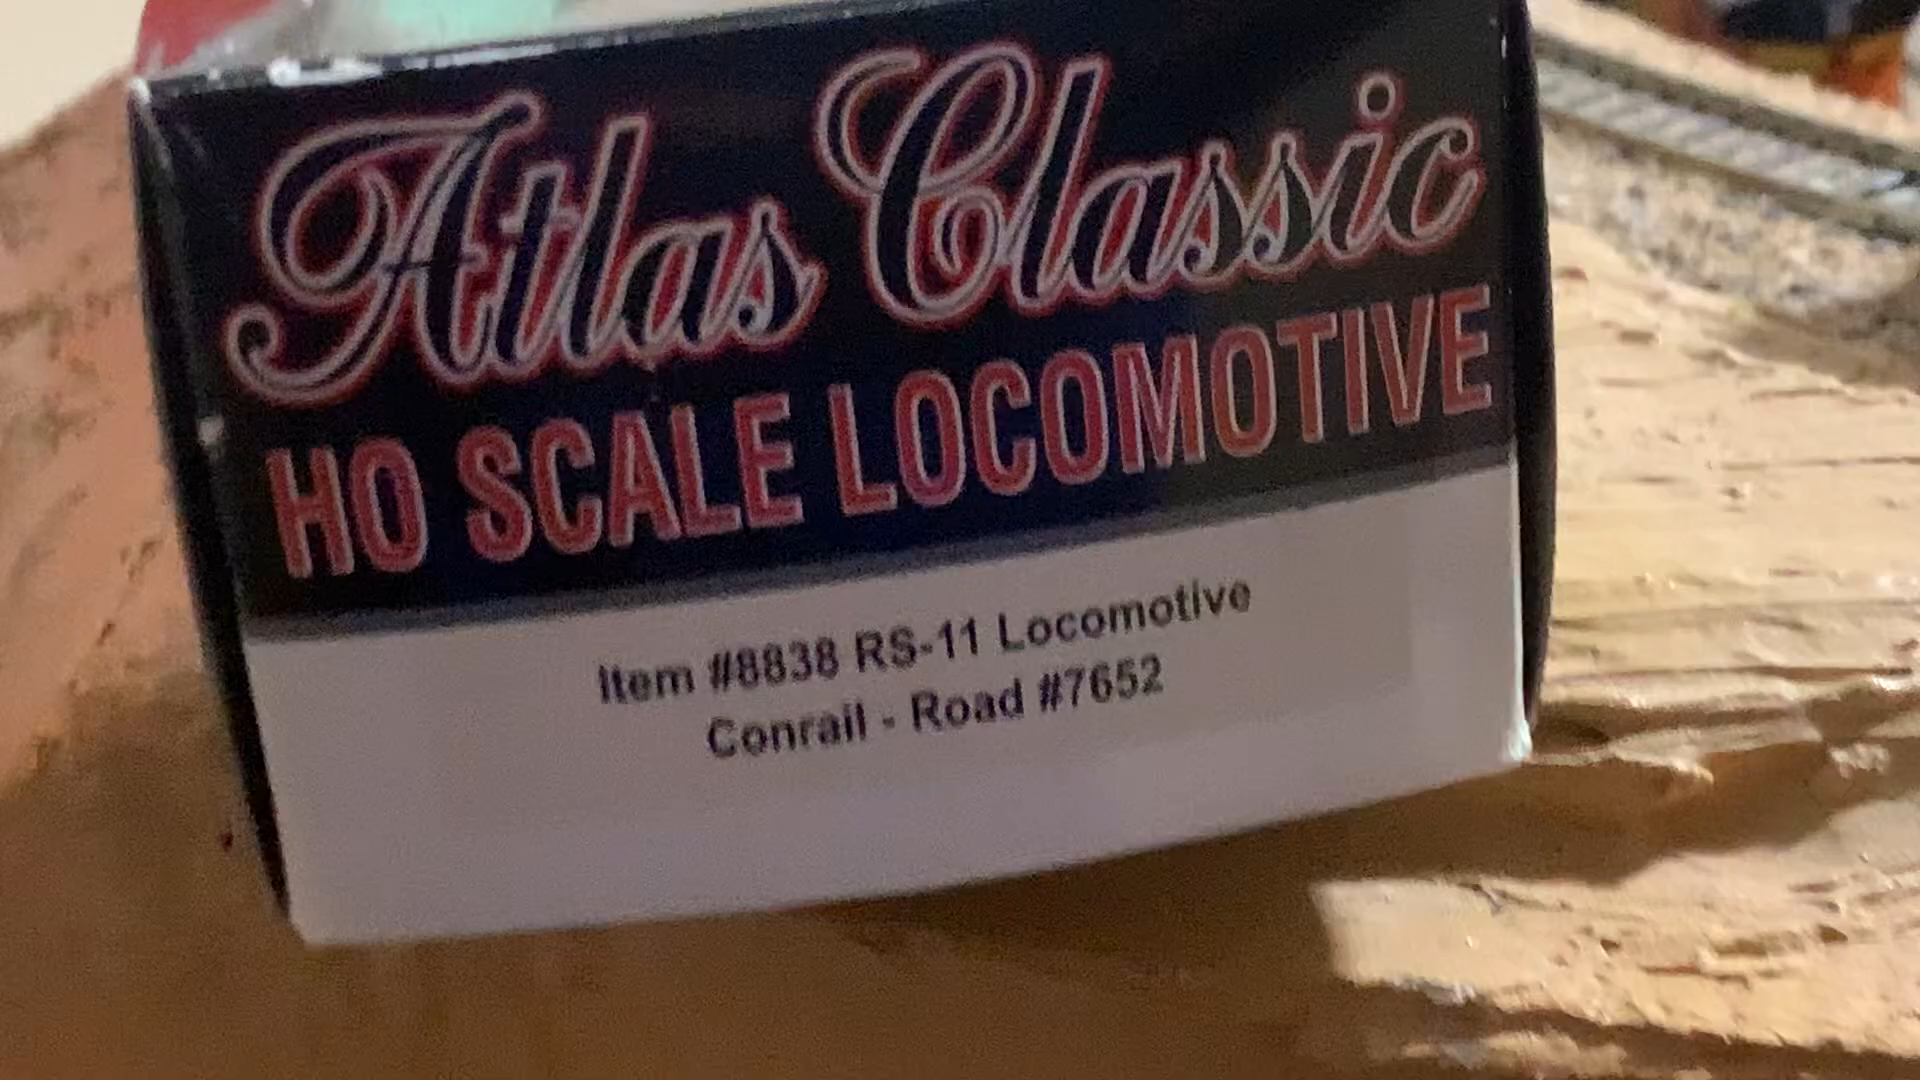 Atlas Classic
HO SCALE LOCOMOTIVE
Item #8838 RS-11 Locomotive
Conrail - Road #7652